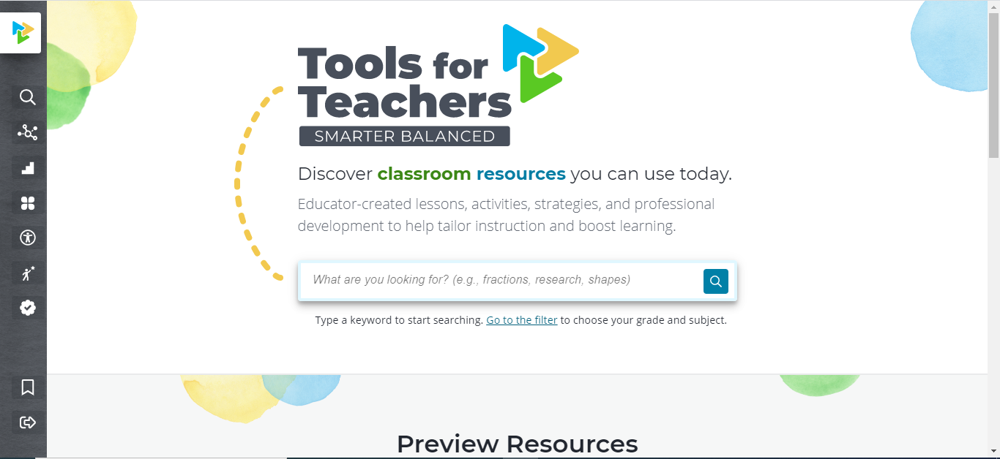 Tools for
Teachers
SMARTER BALANCED
Discover classroom resources you can use today.
Educator-created lessons, activities, strategies, and professional
development to help tailor instruction and boost learning.
What are you looking for? (e.g., fractions, research, shapes)
Type a keyword to start searching. Go to the filter to choose your grade and subject.
Preview Resources